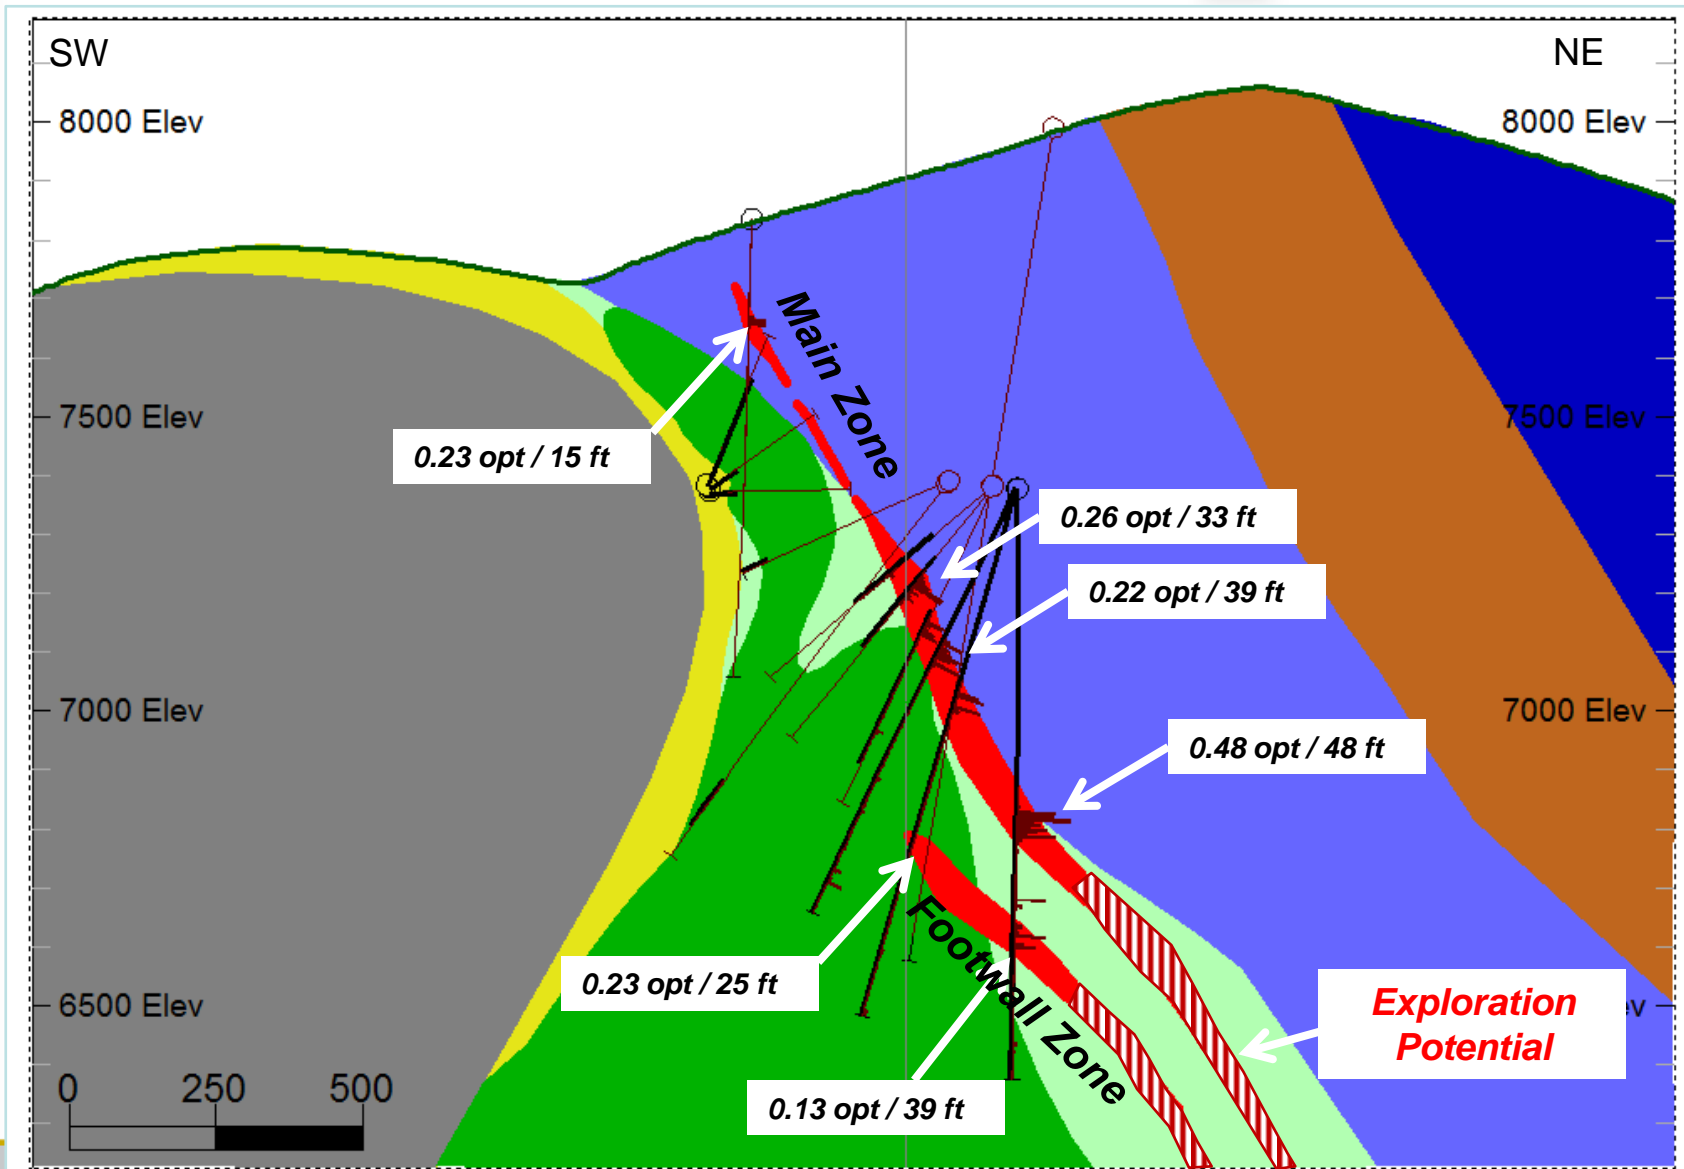 SW
NE
8000 Elev
8000 Elev
Main Zone
7500 Elev
7500 Elev
0.23 opt / 15 ft
0.26 opt / 33 ft
0.22 opt / 39 ft
7000 Elev
7000 Elev
0.48 opt / 48 ft
Footwall Zone
0.23 opt / 25 ft
6500 Elev
Exploration
Potential
0 250 500
0.13 opt / 39 ft